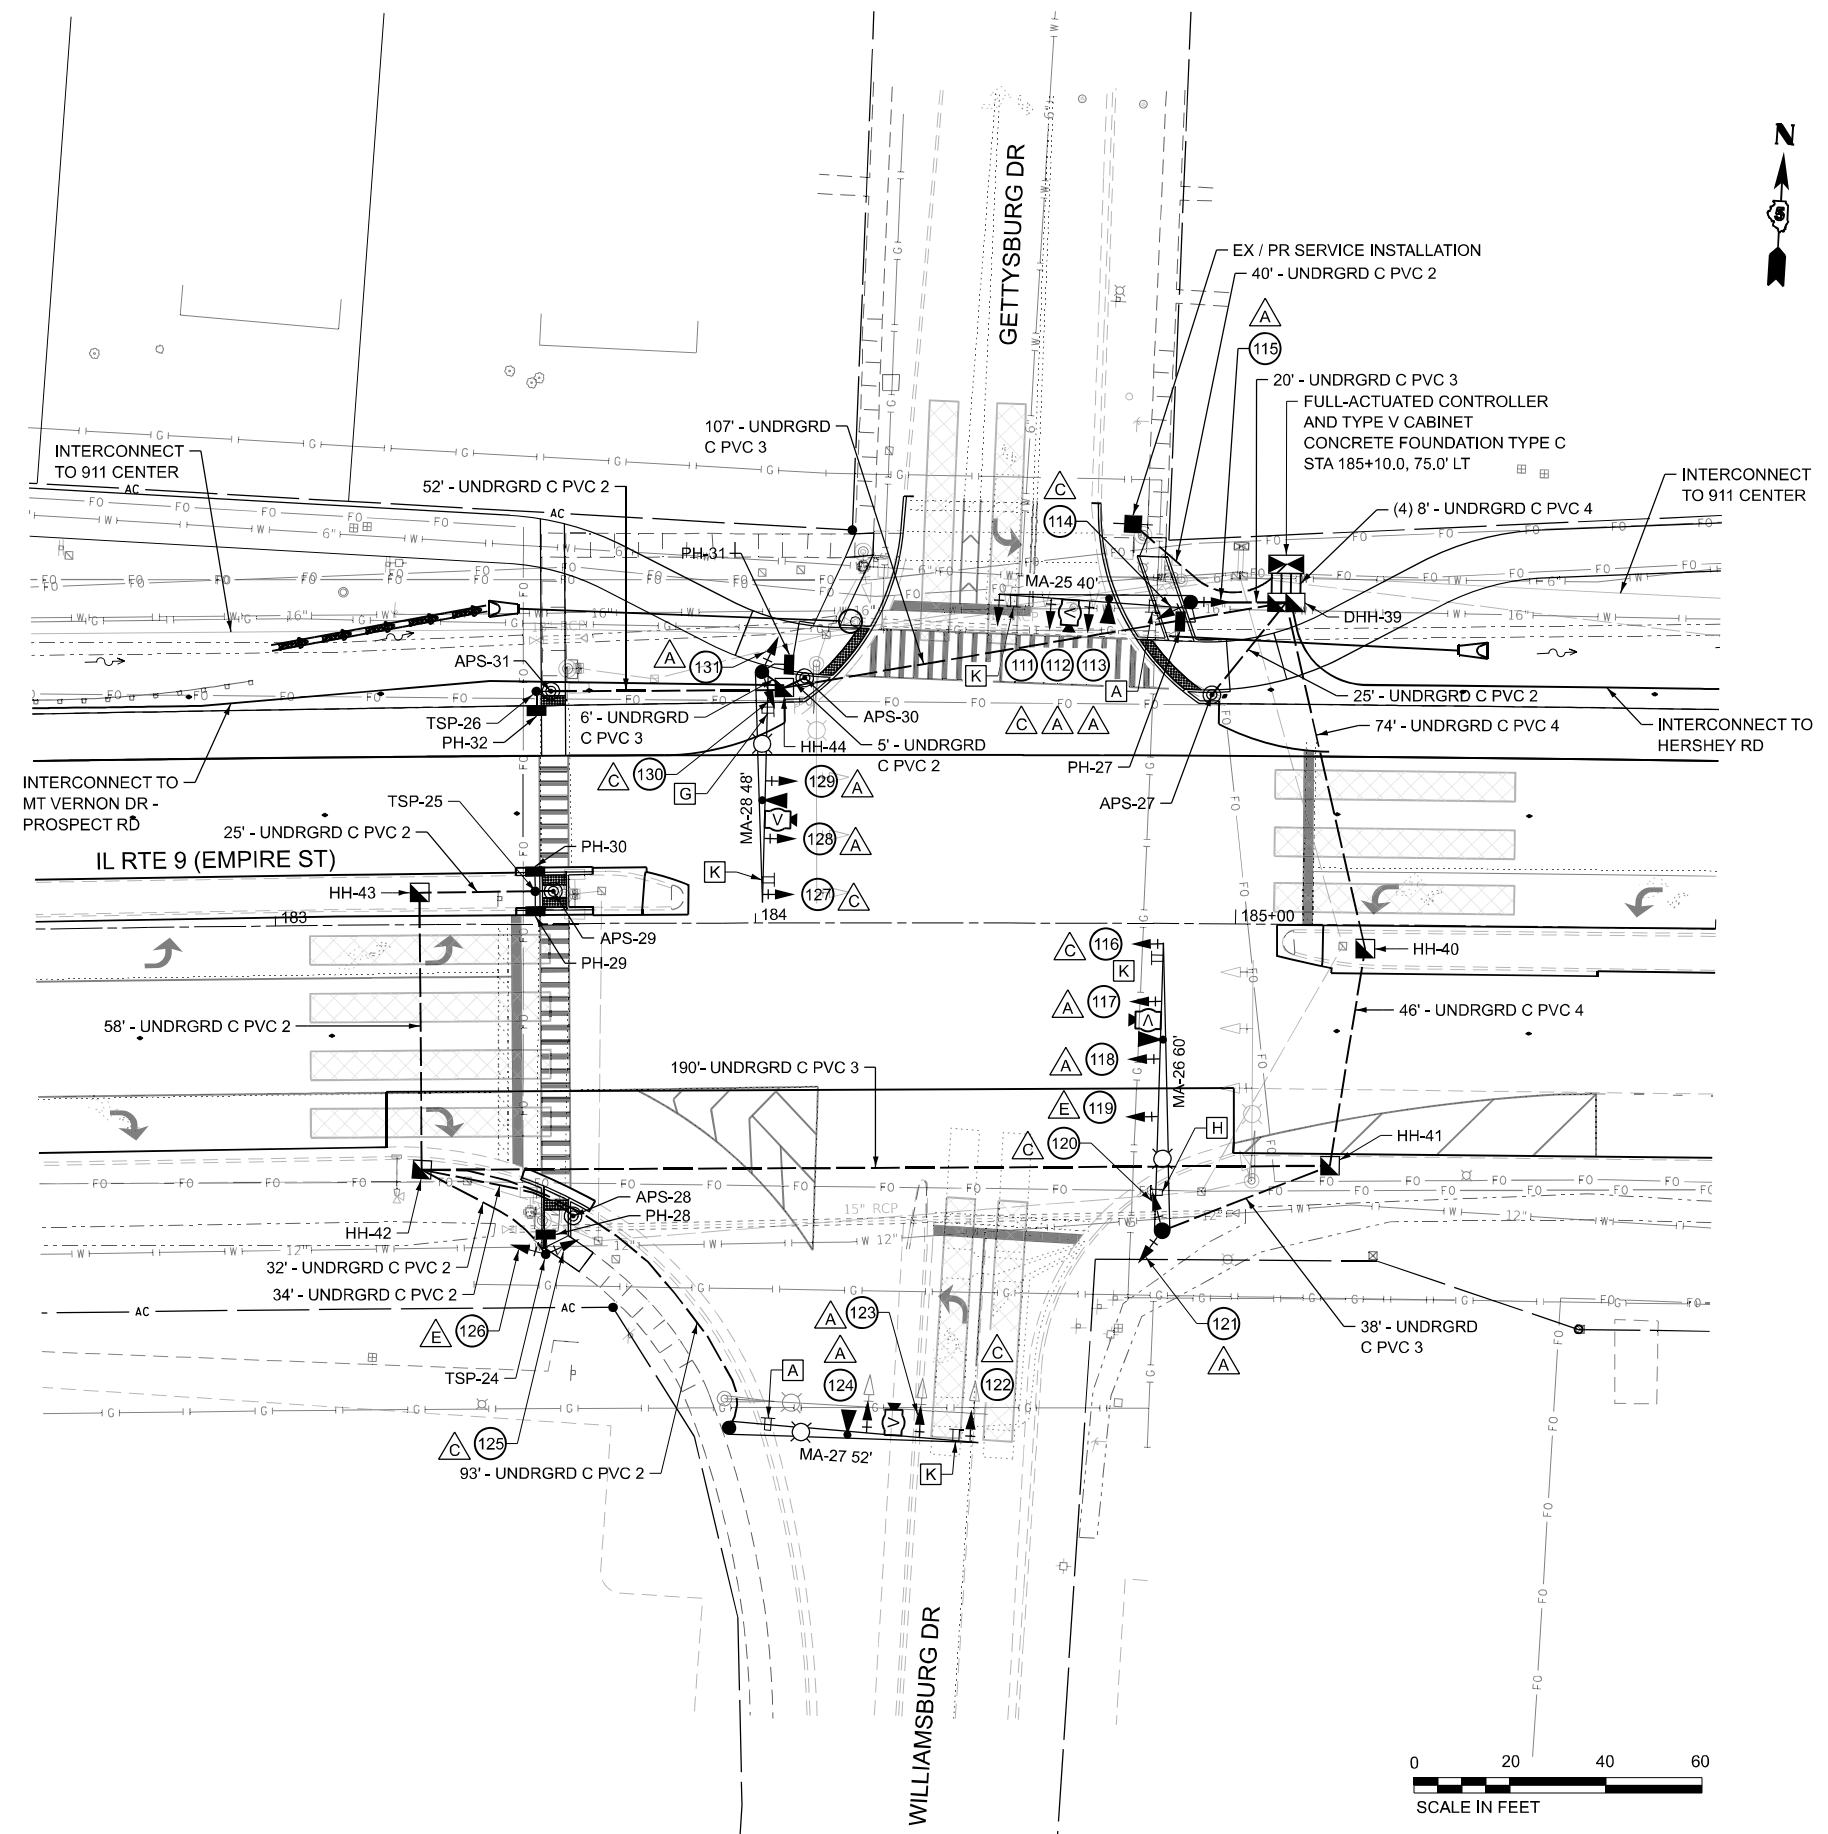 N
5
GETTYSBURG DR
EX / PR SERVICE INSTALLATION
40' - UNDRGRD C PVC 2
A
115
20' - UNDRGRD C PVC 3
FULL-ACTUATED CONTROLLER
AND TYPE V CABINET
CONCRETE FOUNDATION TYPE C
STA 185+10.0, 75.0' LT
107' - UNDRGRD
C PVC 3
INTERCONNECT
TO 911 CENTER
52' - UNDRGRD C PVC 2
C
114
INTERCONNECT
TO 911 CENTER
(4) 8' - UNDRGRD C PVC 4
AC
AC
PH-31
MA-25 40'
DHH-39
APS-31
A
131
K
111
112
113
A
C
A
A
25' - UNDRGRD C PVC 2
TSP-26
PH-32
6' - UNDRGRD
C PVC 3
APS-30
HH-44
5' - UNDRGRD
C PVC 2
74' - UNDRGRD C PVC 4
INTERCONNECT TO
HERSHEY RD
PH-27
APS-27
INTERCONNECT TO
MT VERNON DR -
PROSPECT RD
C
130
G
MA-28 48'
129
A
V
128
A
K
127
C
TSP-25
25' - UNDRGRD C PVC 2
PH-30
IL RTE 9 (EMPIRE ST)
HH-43
183
184
185+00
APS-29
PH-29
C
116
K
HH-40
A
117
V
46' - UNDRGRD C PVC 4
58' - UNDRGRD C PVC 2
A
118
MA-26 60'
190'- UNDRGRD C PVC 3
E
119
H
C
120
HH-41
APS-28
PH-28
15" RCP
HH-42
12"
12"
12"
12"
12"
32' - UNDRGRD C PVC 2
34' - UNDRGRD C PVC 2
AC
AC
E
126
A
123
121
A
38' - UNDRGRD
C PVC 3
TSP-24
A
A
124
C
122
V
C
125
93' - UNDRGRD C PVC 2
MA-27 52'
K
WILLIAMSBURG DR
0 20 40 60
SCALE IN FEET